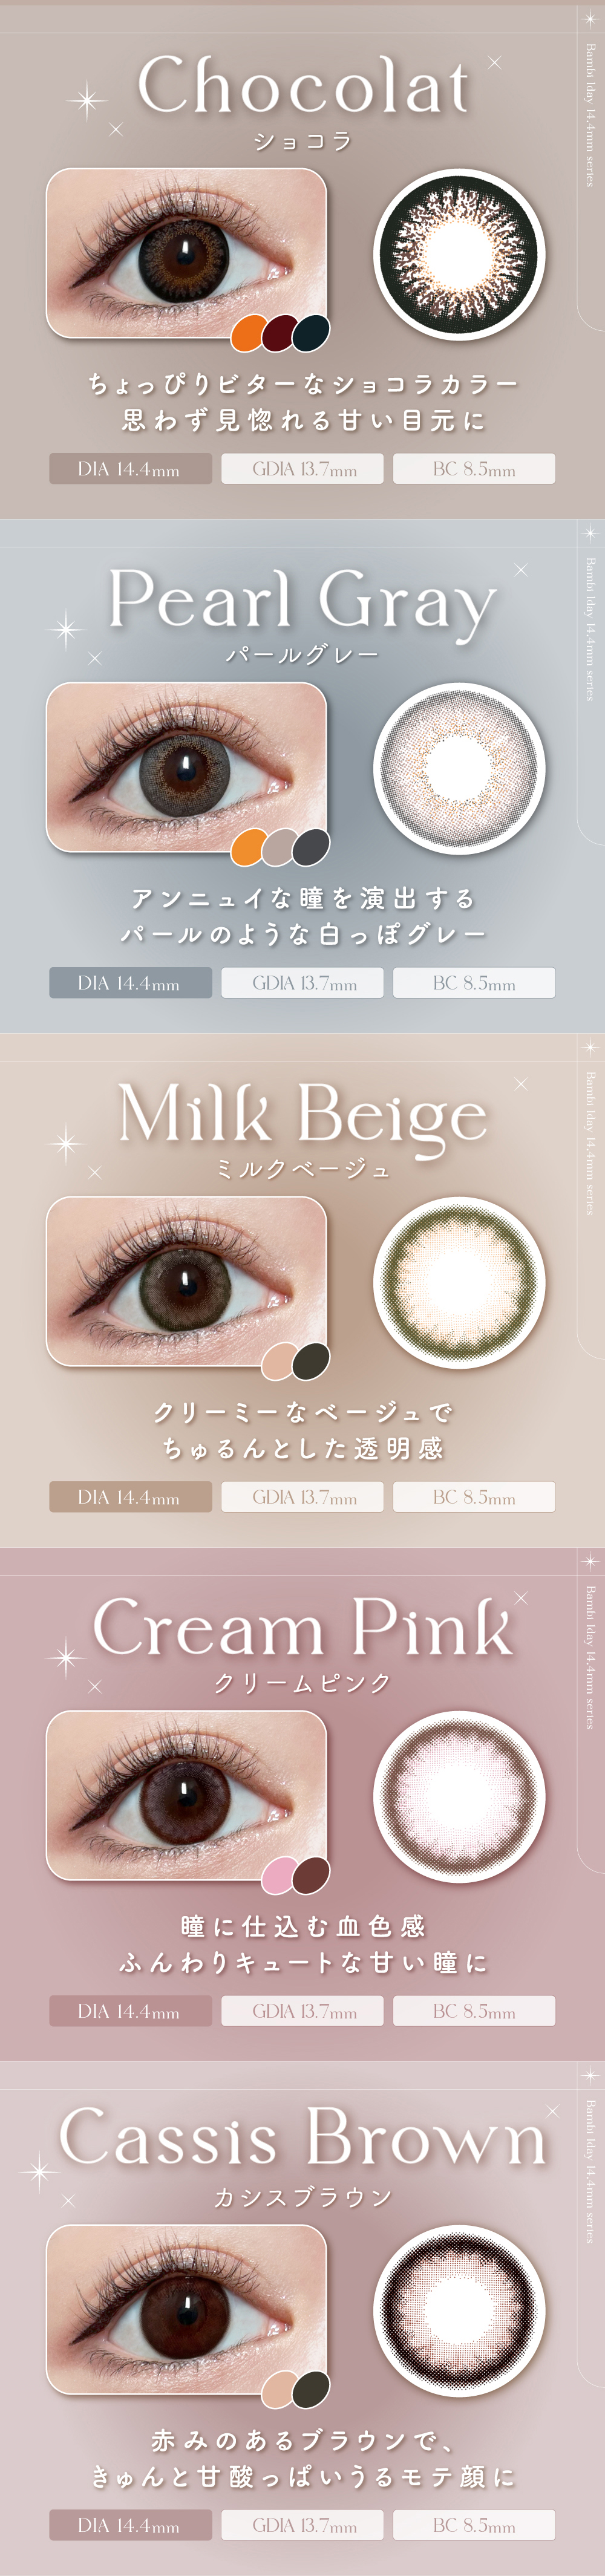 Bambi 1day 14.4mm series
Chocolat
ショコラ
ちょっぴりビターなショコラカラー
思わず見惚れる甘い目元に
DIA 14.4mm
GDIA 13.7mm
BC 8.5mm
Bambi 1day 14.4mm series
Pearl Gray
パールグレー
アンニュイな瞳を演出する
パールのような白っぽグレー
DIA 14.4mm
GDIA 13.7mm
BC 8.5mm
Bambi 1day 14.4mm series
Milk Beige
ミルクベージュ
クリーミーなベージュで
ちゅるんとした透明感
DIA 14.4mm
GDIA 13.7mm
BC 8.5mm
Bambi 1day 14.4mm series
Cream Pink
クリームピンク
瞳に仕込む血色感
ふんわりキュートな甘い瞳に
DIA 14.4mm
GDIA 13.7mm
BC 8.5mm
Bambi 1day 14.4mm series
Cassis Brown
カシスブラウン
赤みのあるブラウンで、
きゅんと甘酸っぱいうるモテ顔に
DIA 14.4mm
GDIA 13.7mm
BC 8.5mm